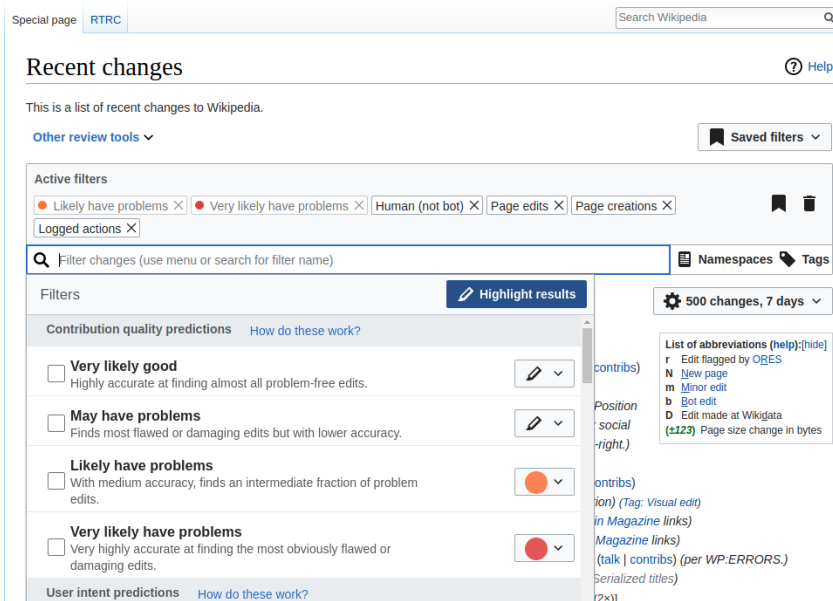 Special page RTRC
Search Wikipedia
Recent changes
Help
This is a list of recent changes to Wikipedia.
Other review tools
Saved filters
Active filters
Likely have problems Very likely have problems Human (not bot) Page edits Page creations
Logged actions
Filter changes (use menu or search for filter name)
Namespaces Tags
Filters
Highlight results
500 changes, 7 days
Contribution quality predictions How do these work?
Very likely good
Highly accurate at finding almost all problem-free edits.
May have problems
Finds most flawed or damaging edits but with lower accuracy.
Likely have problems
With medium accuracy, finds an intermediate fraction of problem
edits.
Very likely have problems
Very highly accurate at finding the most obviously flawed or
damaging edits.
User intent predictions How do these work?
List of abbreviations (help):[hide]
r Edit flagged by ORES
N New page
m Minor edit
b Bot edit
D Edit made at Wikidata
(±123) Page size change in bytes
contribs)
Position
social
-right.)
ontribs)
ion) (Tag: Visual edit)
in Magazine links)
Magazine links)
(talk | contribs) (per WP:ERRORS.)
Serialized titles)
(2×)]